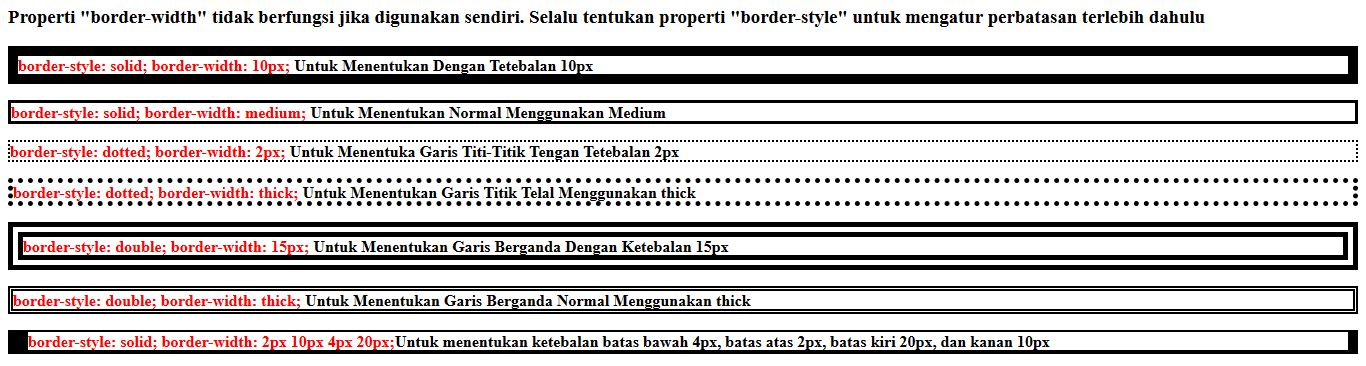 Properti "border-width" tidak berfungsi jika digunakan sendiri. Selalu tentukan properti "border-style" untuk mengatur perbatasan terlebih dahulu
border-style: solid; border-width: 10px; Untuk Menentukan Dengan Tetebalan 10px
border-style: solid; border-width: medium; Untuk Menentukan Normal Menggunakan Medium
border-style: dotted; border-width: 2px; Untuk Menentuka Garis Titi-Titik Tengan Tetebalan 2px
border-style: dotted; border-width: thick; Untuk Menentukan Garis Titik Telal Menggunakan thick
border-style: double; border-width: 15px; Untuk Menentukan Garis Berganda Dengan Ketebalan 15px
border-style: double; border-width: thick; Untuk Menentukan Garis Berganda Normal Menggunakan thick
border-style: solid; border-width: 2px 10px 4px 20px;Untuk menentukan ketebalan batas bawah 4px, batas atas 2px, batas kiri 20px, dan kanan 10px